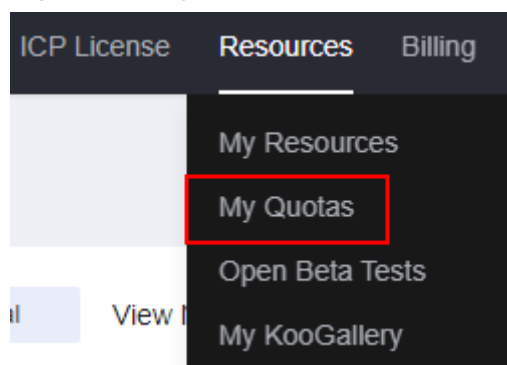 ICP License Resources Billing
My Resources
My Quotas
Open Beta Tests
View
My KooGallery